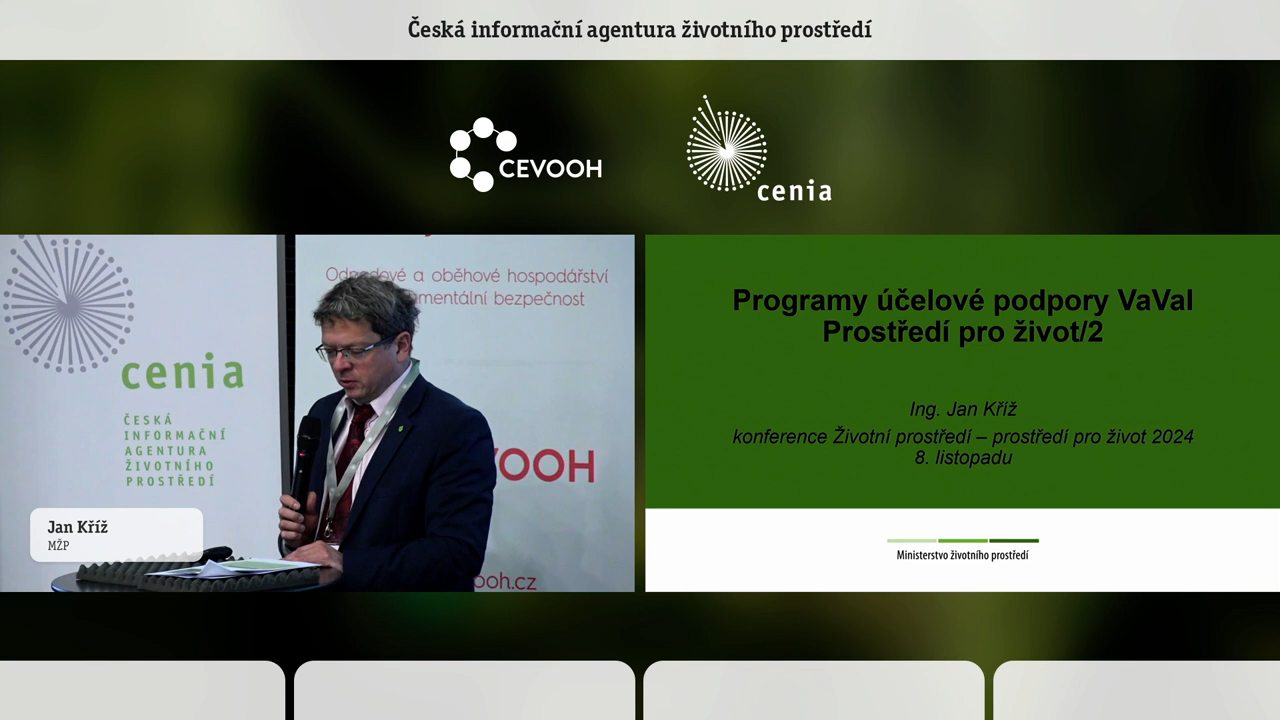 Česká informační agentura životního prostředí
CEVOOH
cenia
Odpadové a oběhové hospodářství
mentální bezpečnost
cenia
ČESKÁ
INFORMAČNÍ
AGENTURA
ŽIVOTNÍHO
PROSTŘEDÍ
VOOH
ooh.cz
Jan Kříž
MŽP
Programy účelové podpory VaVaI
Prostředí pro život/2
Ing. Jan Kříž
konference Životní prostředí – prostředí pro život 2024
8. listopadu
Ministerstvo životního prostředí